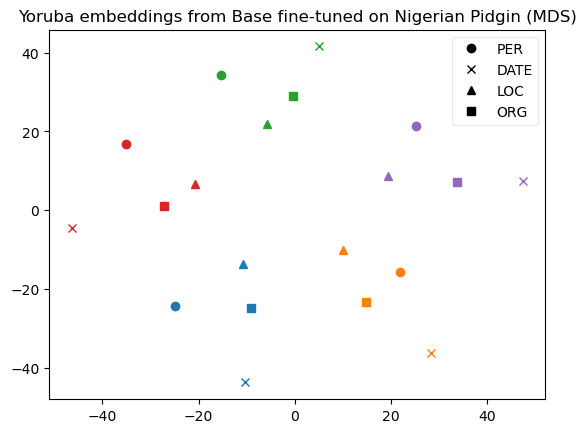 Yoruba embeddings from Base fine-tuned on Nigerian Pidgin (MDS)
PER
DATE
LOC
ORG
40
20
0
−20
−40
−40
−20
0
20
40